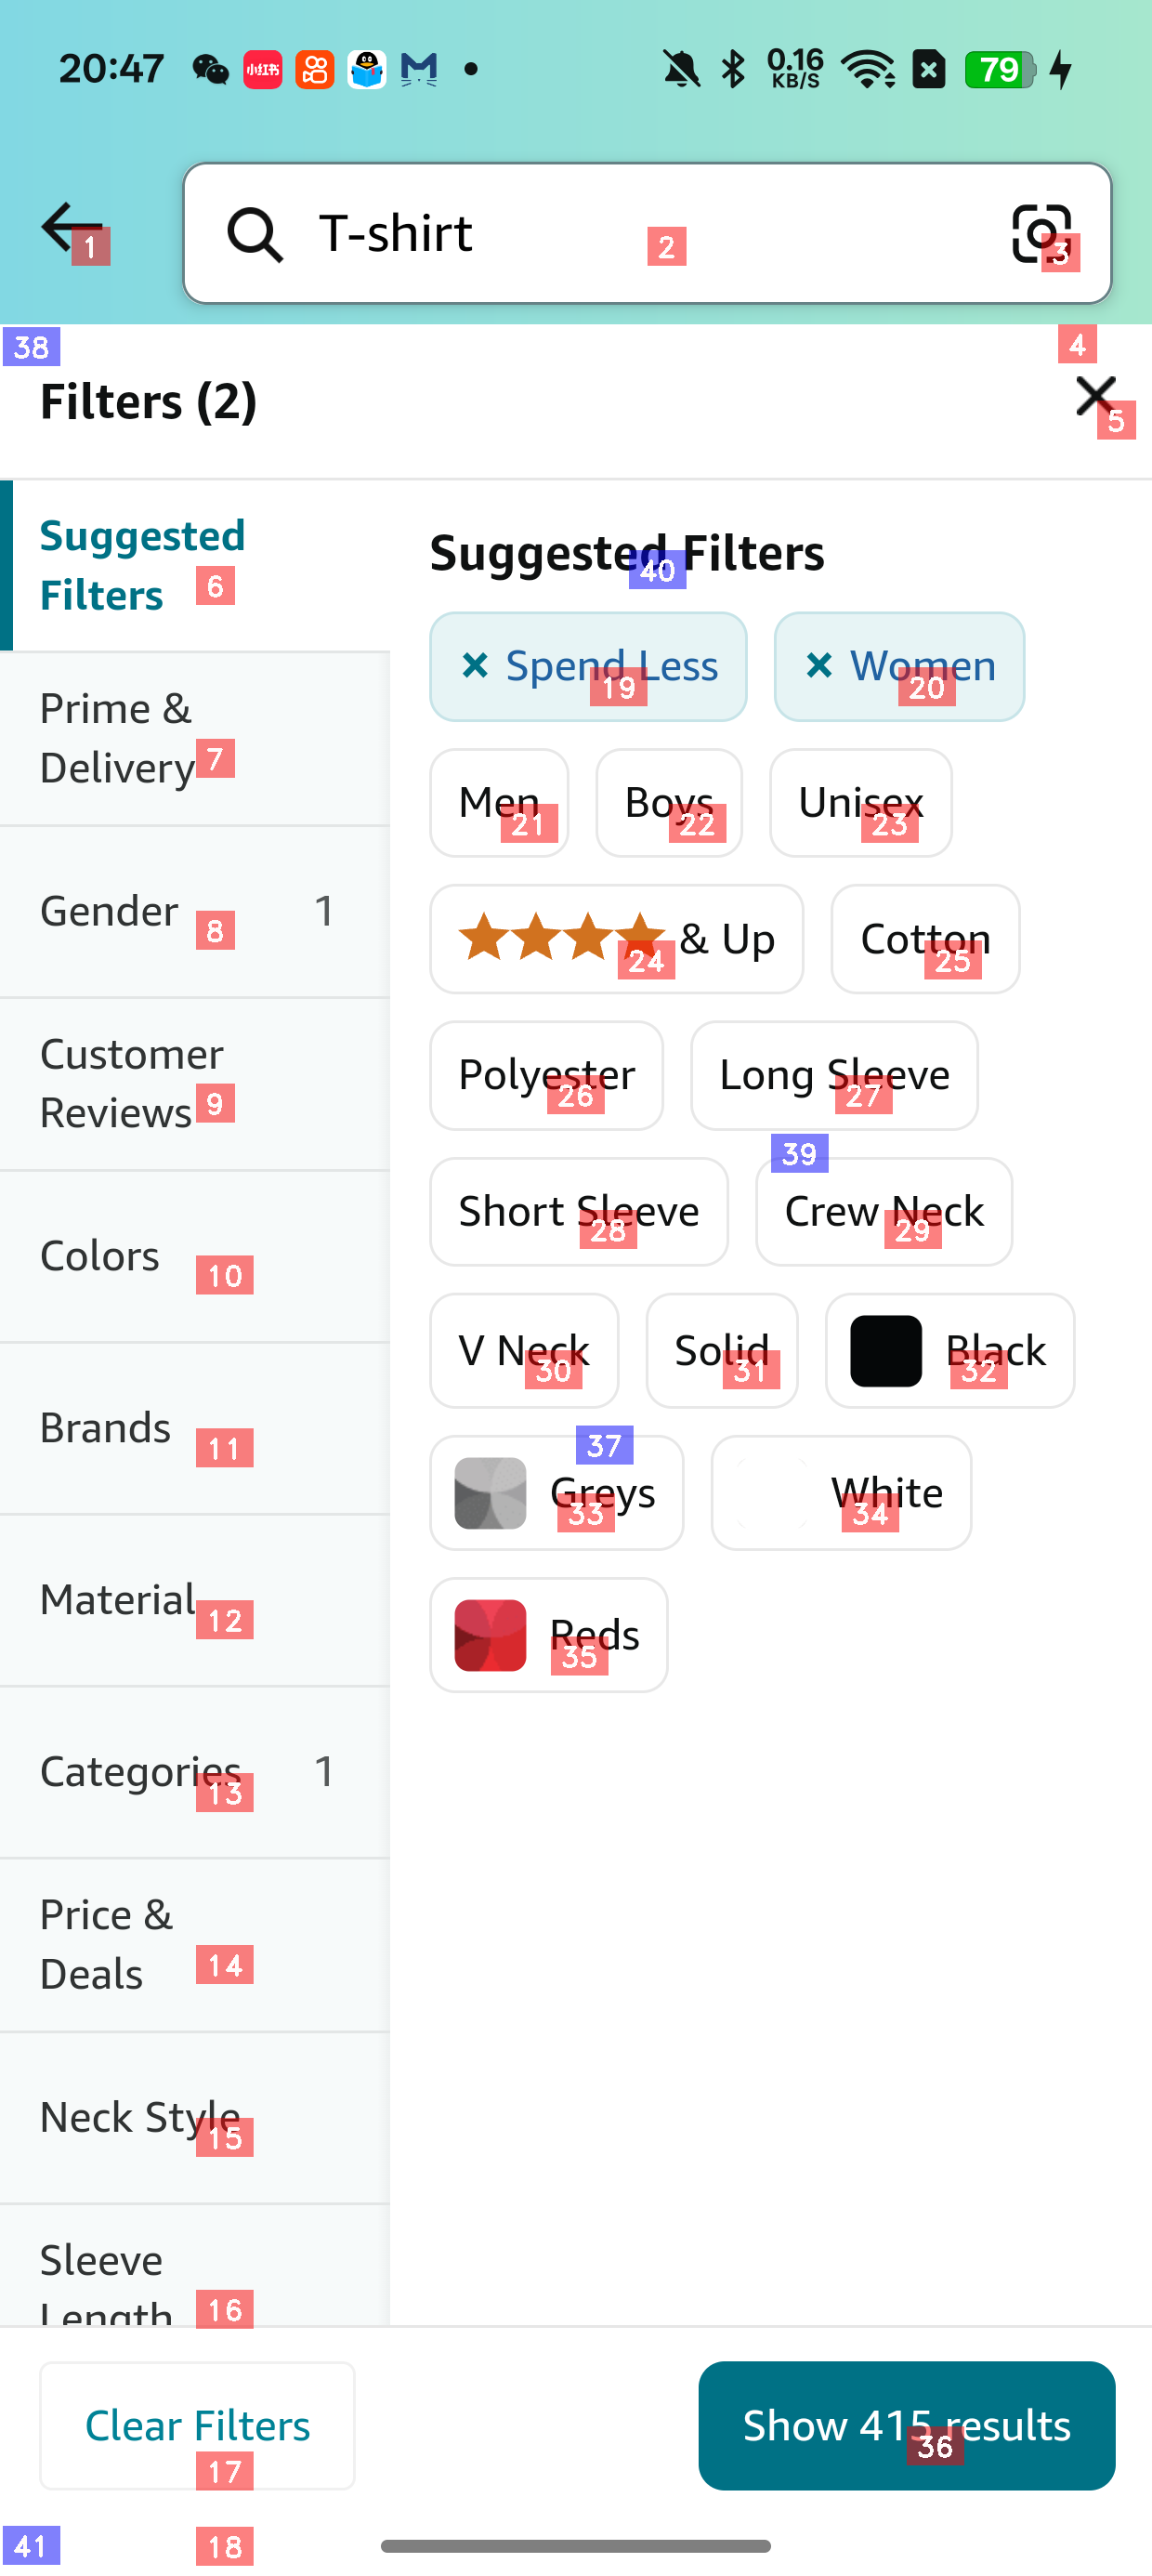 20:47
小红书
0.16
KB/S
79
T-shirt
1
2
3
38
4
Filters (2)
5
Suggested
Filters
6
Suggested Filters
40
Spend Less
19
Women
20
Prime &
Delivery
7
Men
21
Boys
22
Unisex
23
Gender 1
8
& Up
24
Cotton
25
Customer
Reviews
9
Polyester
26
Long Sleeve
27
39
Short Sleeve
28
Crew Neck
29
Colors
10
V Neck
30
Solid
31
Black
32
Brands
11
37
Greys
33
White
34
Material
12
Reds
35
Categories 1
13
Price &
Deals
14
Neck Style
15
Sleeve
Length
16
Clear Filters
17
Show 415 results
36
41
18